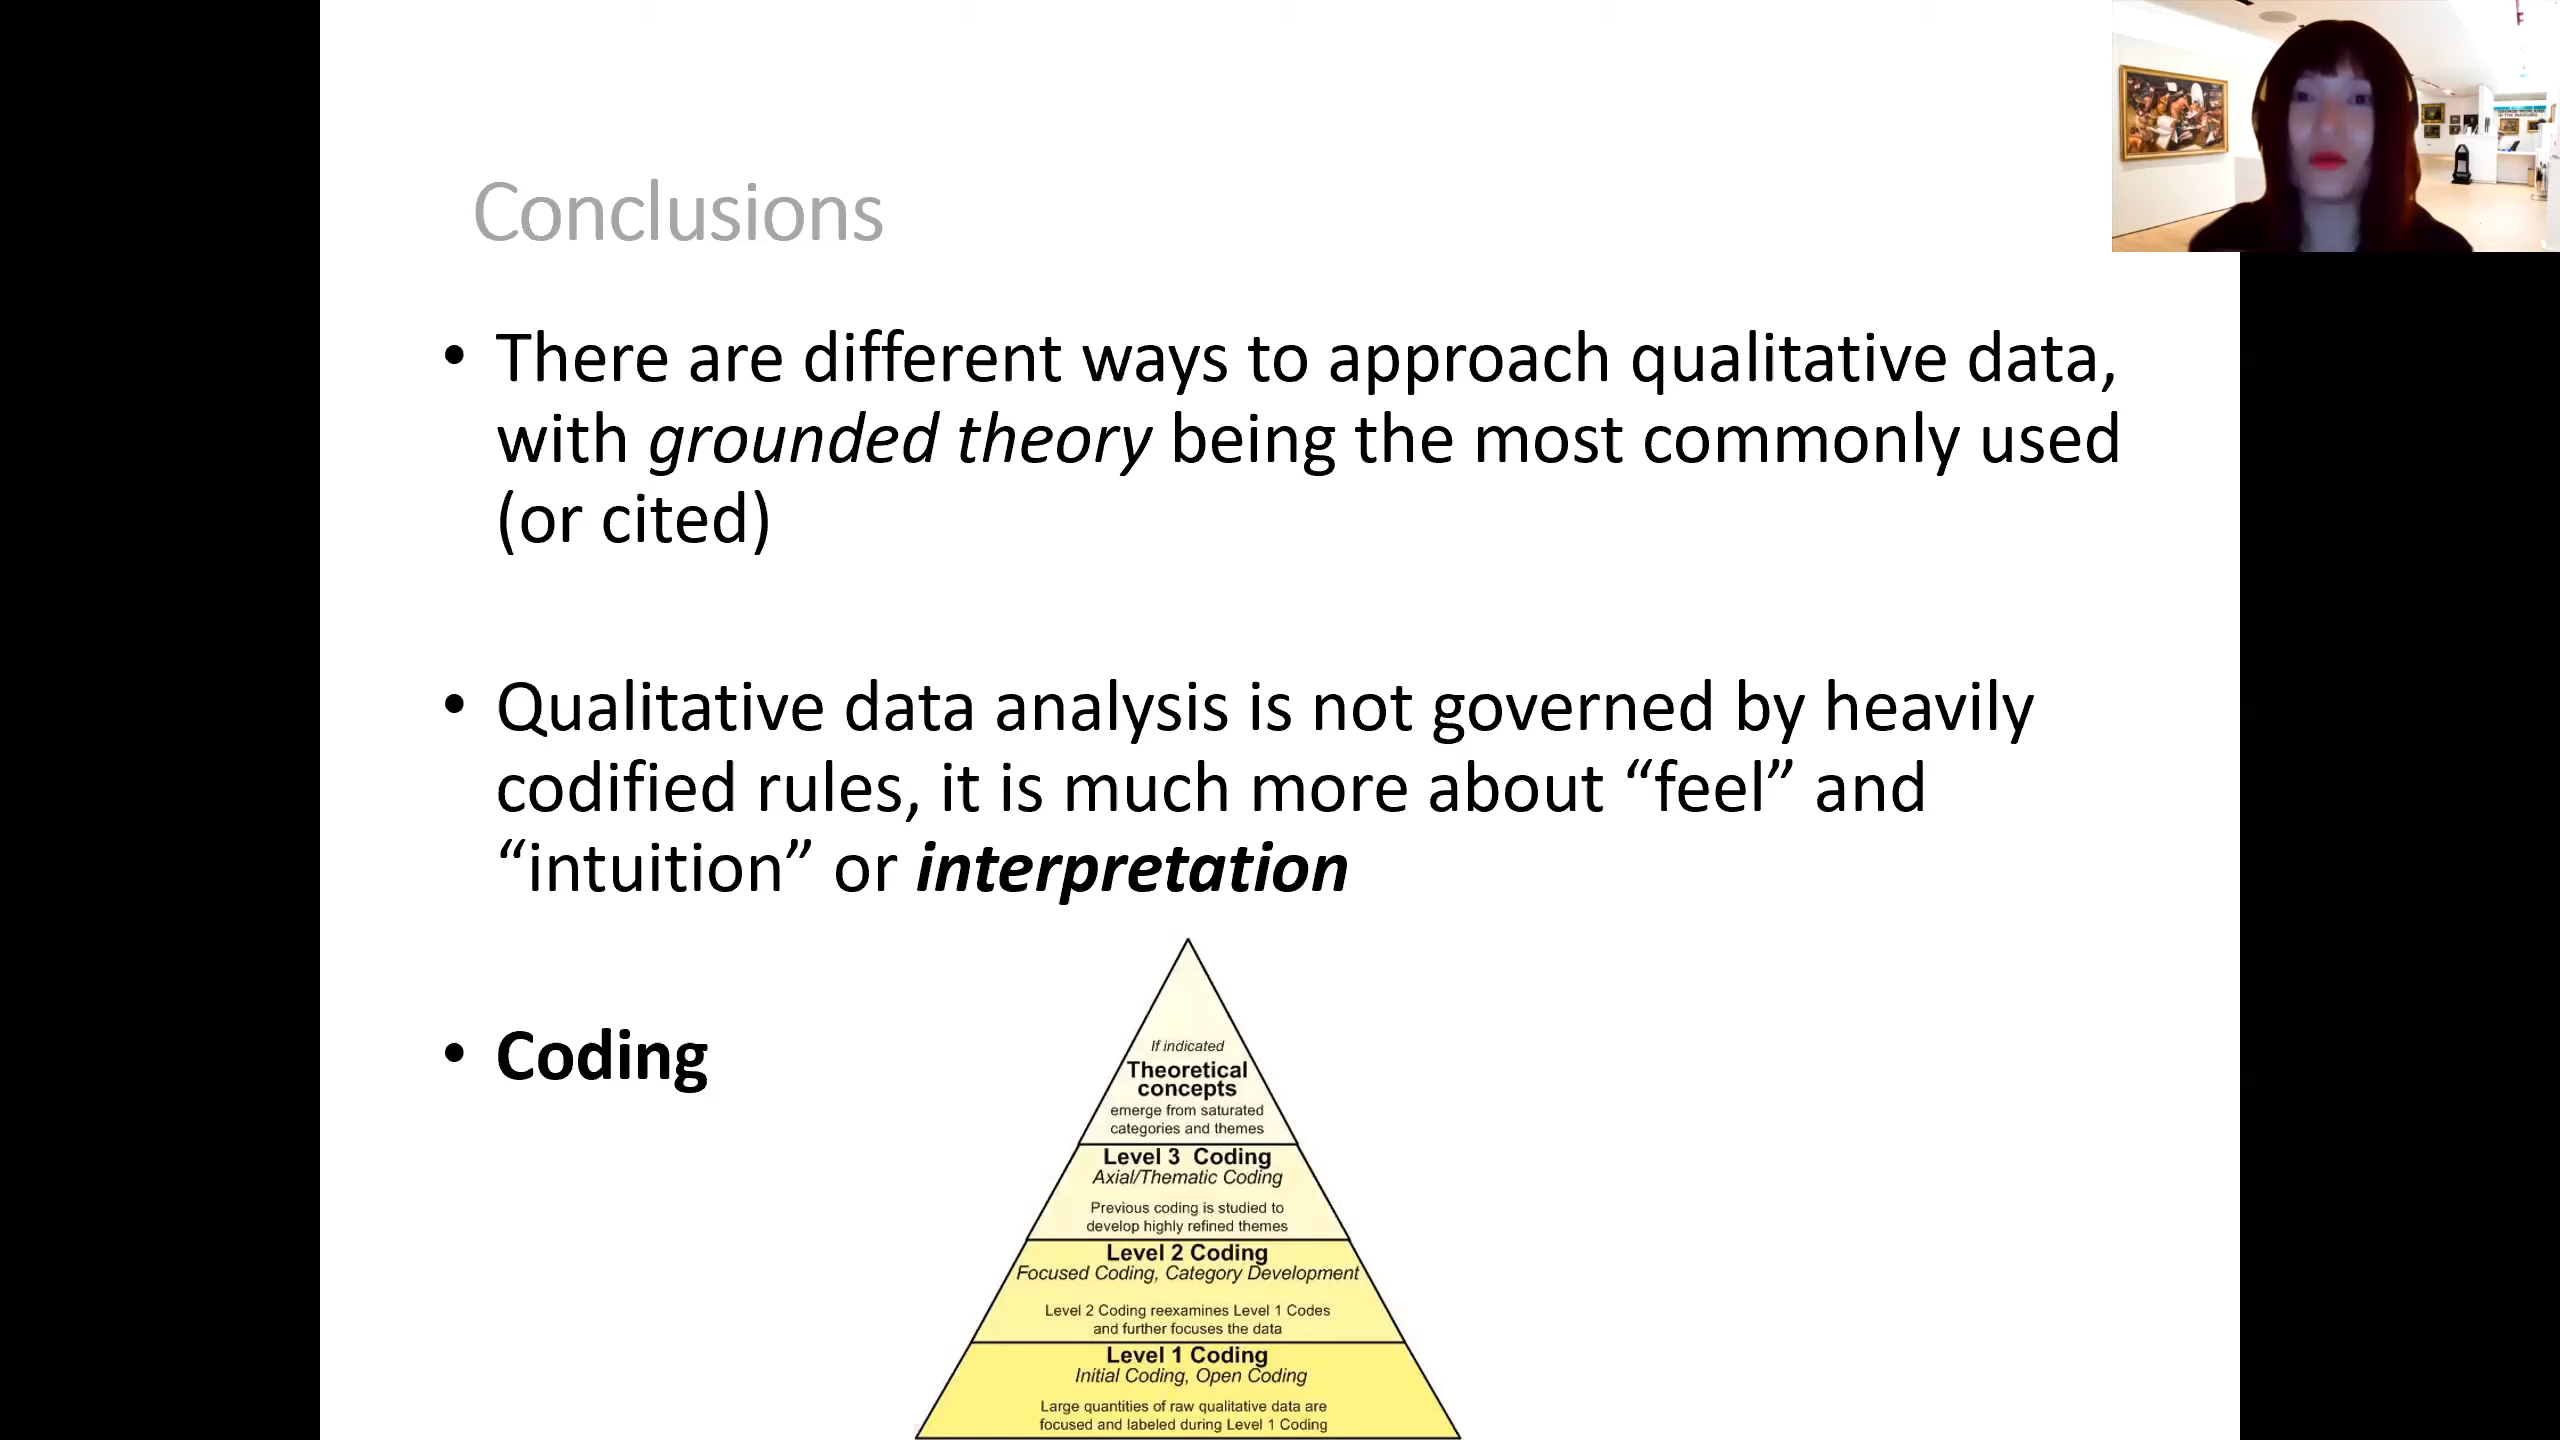 Conclusions
• There are different ways to approach qualitative data,
with grounded theory being the most commonly used
(or cited)
• Qualitative data analysis is not governed by heavily
codified rules, it is much more about “feel” and
“intuition” or interpretation
• Coding
If indicated
Theoretical
concepts
emerge from saturated
categories and themes
Level 3 Coding
Axial/Thematic Coding
Previous coding is studied to
develop highly refined themes
Level 2 Coding
Focused Coding, Category Development
Level 2 Coding reexamines Level 1 Codes
and further focuses the data
Level 1 Coding
Initial Coding, Open Coding
Large quantities of raw qualitative data are
focused and labeled during Level 1 Coding